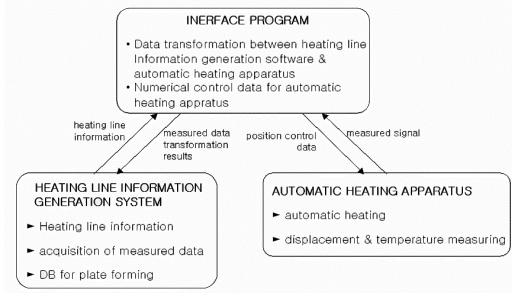 INERFACE PROGRAM
• Data transformation between heating line
Information generation software &
automatic heating apparatus
• Numerical control data for automatic
heating appratus
heating line
information
measured data
transformation
results
position control
data
measured signal
HEATING LINE INFORMATION
GENERATION SYSTEM
► Heating line information
► acquisition of measured data
► DB for plate forming
AUTOMATIC HEATING APPARATUS
► automatic heating
► displacement & temperature measuring